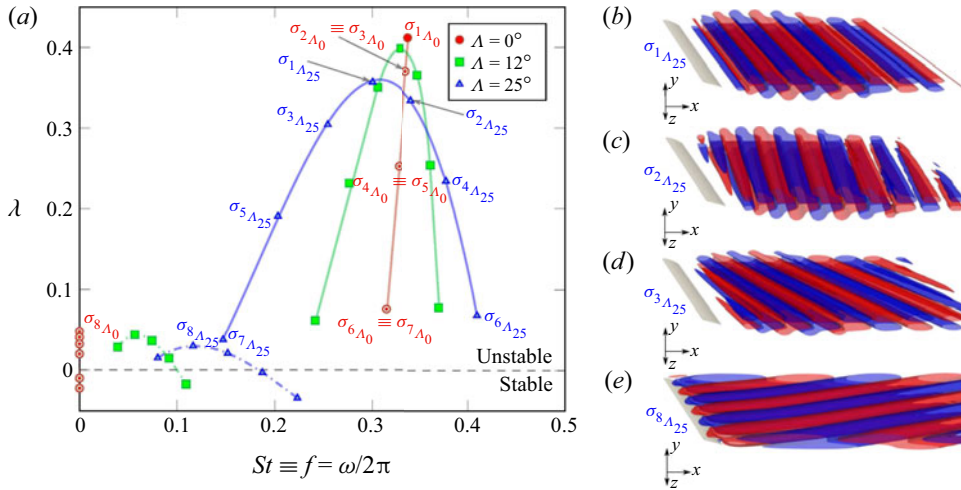 (a)
λ
0.4
0.3
0.2
0.1
0
0
0.1
0.2
0.3
0.4
0.5
St ≡ f = ω/2π
Λ = 0°
Λ = 12°
Λ = 25°
σ1Λ0
σ2Λ0 ≡ σ3Λ0
σ4Λ0 ≡ σ5Λ0
σ6Λ0 ≡ σ7Λ0
σ8Λ0
σ1Λ25
σ2Λ25
σ3Λ25
σ4Λ25
σ5Λ25
σ6Λ25
σ7Λ25
σ8Λ25
Unstable
Stable
(b)
σ1Λ25
y
x
z
(c)
σ2Λ25
y
x
z
(d)
σ3Λ25
y
x
z
(e)
σ8Λ25
y
x
z